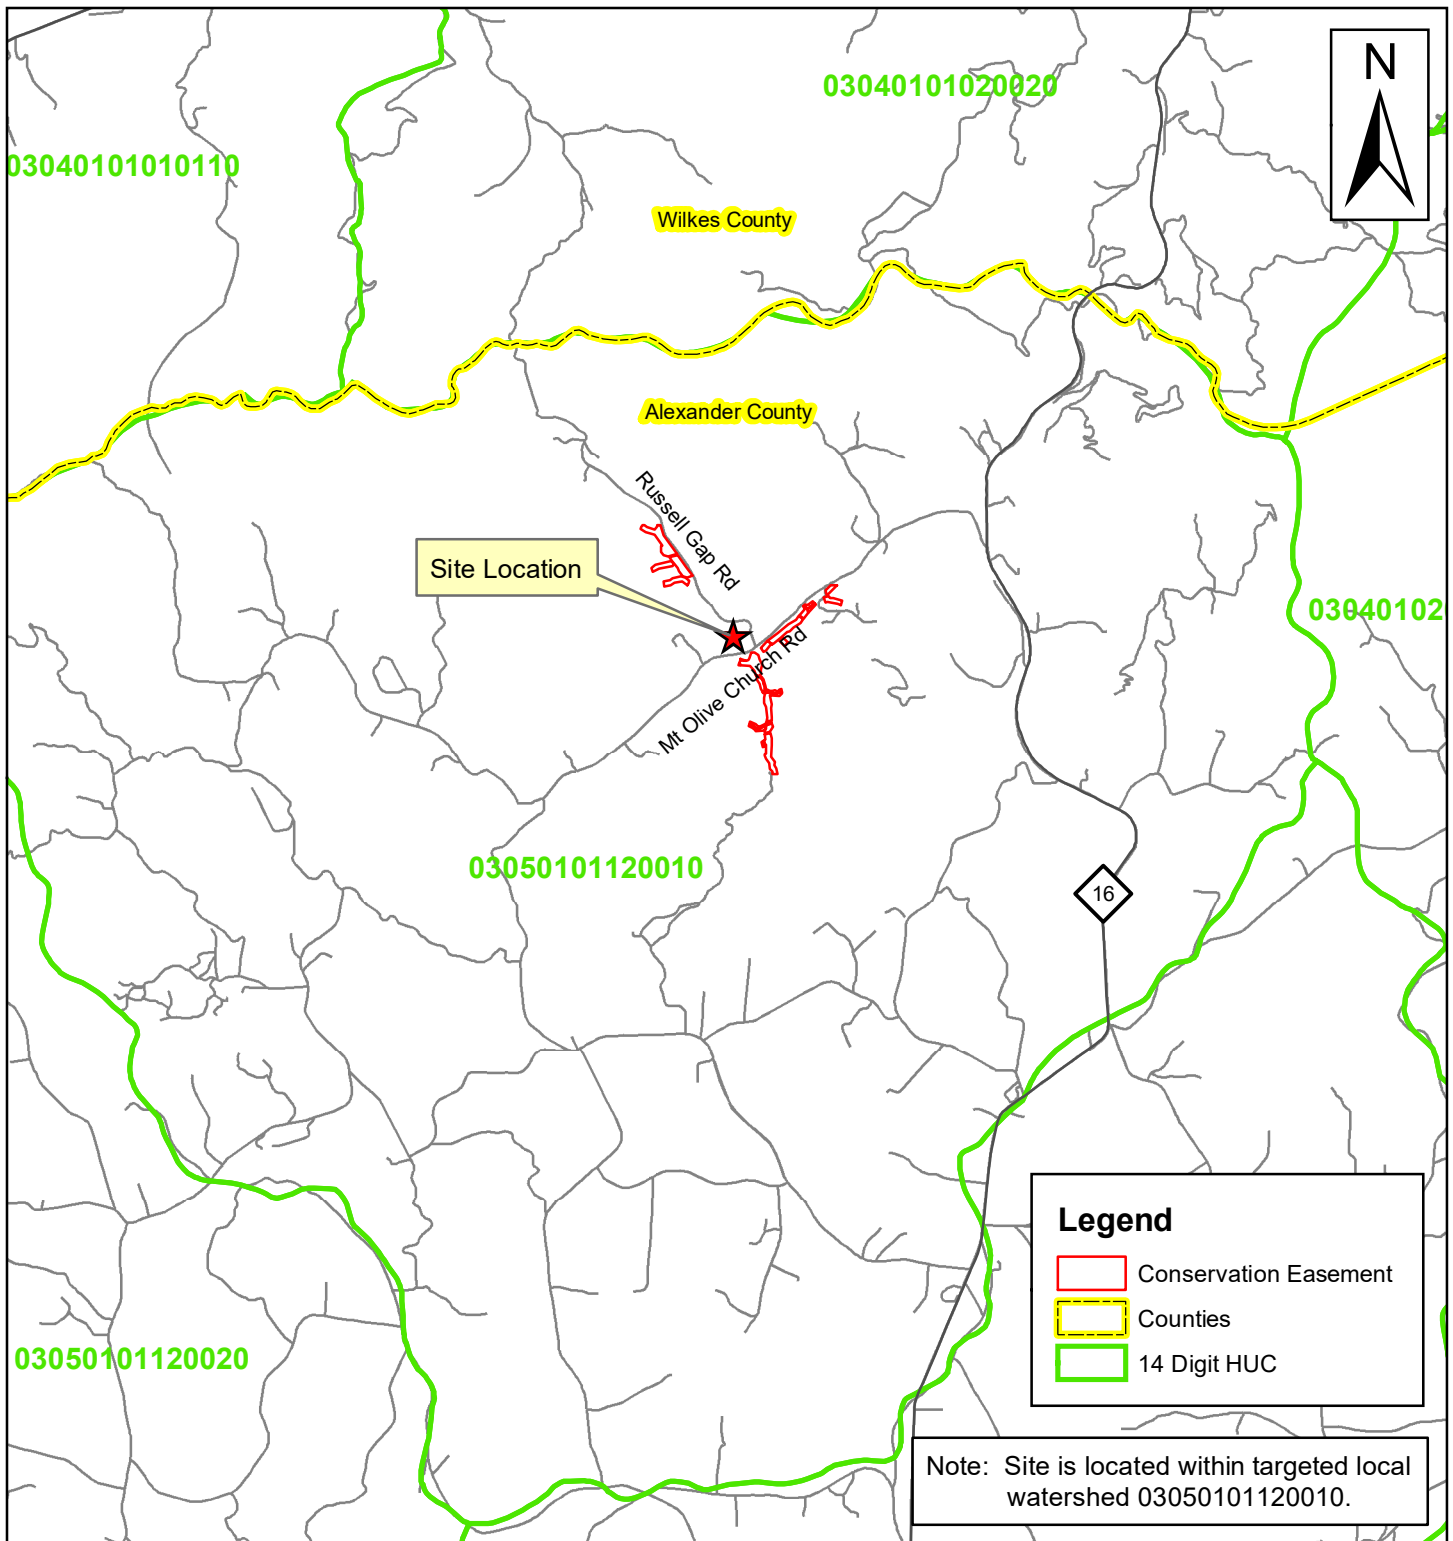 N
03040101020020
03040101010110
Wilkes County
Alexander County
Russell Gap Rd
Site Location
03040102
Mt Olive Church Rd
03050101120010
16
Legend
Conservation Easement
Counties
14 Digit HUC
03050101120020
Note: Site is located within targeted local
watershed 03050101120010.